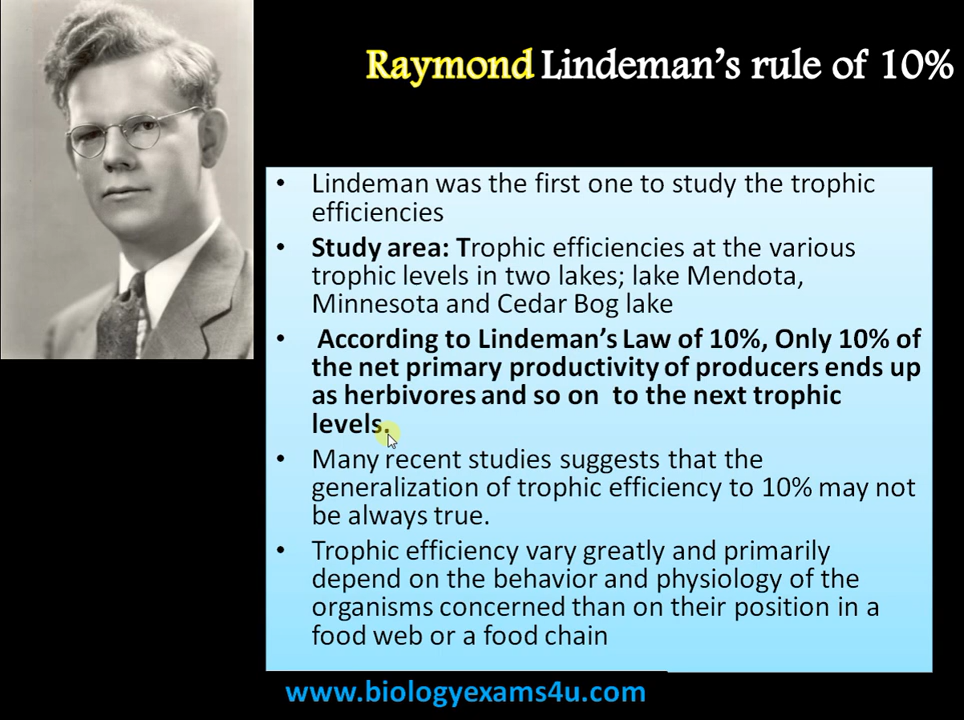 Raymond Lindeman's rule of 10%
• Lindeman was the first one to study the trophic
efficiencies
• Study area: Trophic efficiencies at the various
trophic levels in two lakes; lake Mendota,
Minnesota and Cedar Bog lake
• According to Lindeman's Law of 10%, Only 10% of
the net primary productivity of producers ends up
as herbivores and so on to the next trophic
levels.
• Many recent studies suggests that the
generalization of trophic efficiency to 10% may not
be always true.
• Trophic efficiency vary greatly and primarily
depend on the behavior and physiology of the
organisms concerned than on their position in a
food web or a food chain
www.biologyexams4u.com